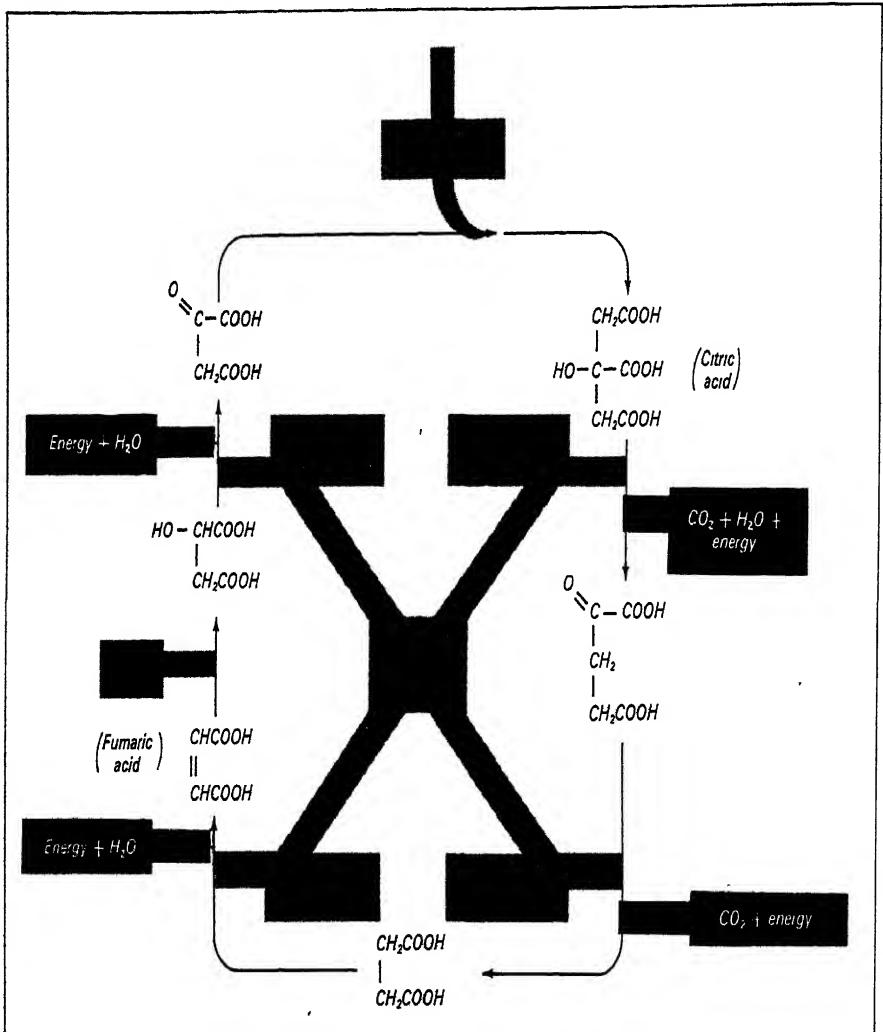 O
C–COOH
CH₂COOH
CH₂COOH
HO–C–COOH
CH₂COOH
(Citric
acid)
Energy + H₂O
CO₂ + H₂O +
energy
HO–CHCOOH
CH₂COOH
O
C–COOH
CH₂
CH₂COOH
(Fumaric
acid)
CHCOOH
CHCOOH
Energy + H₂O
CO₂ + energy
CH₂COOH
CH₂COOH